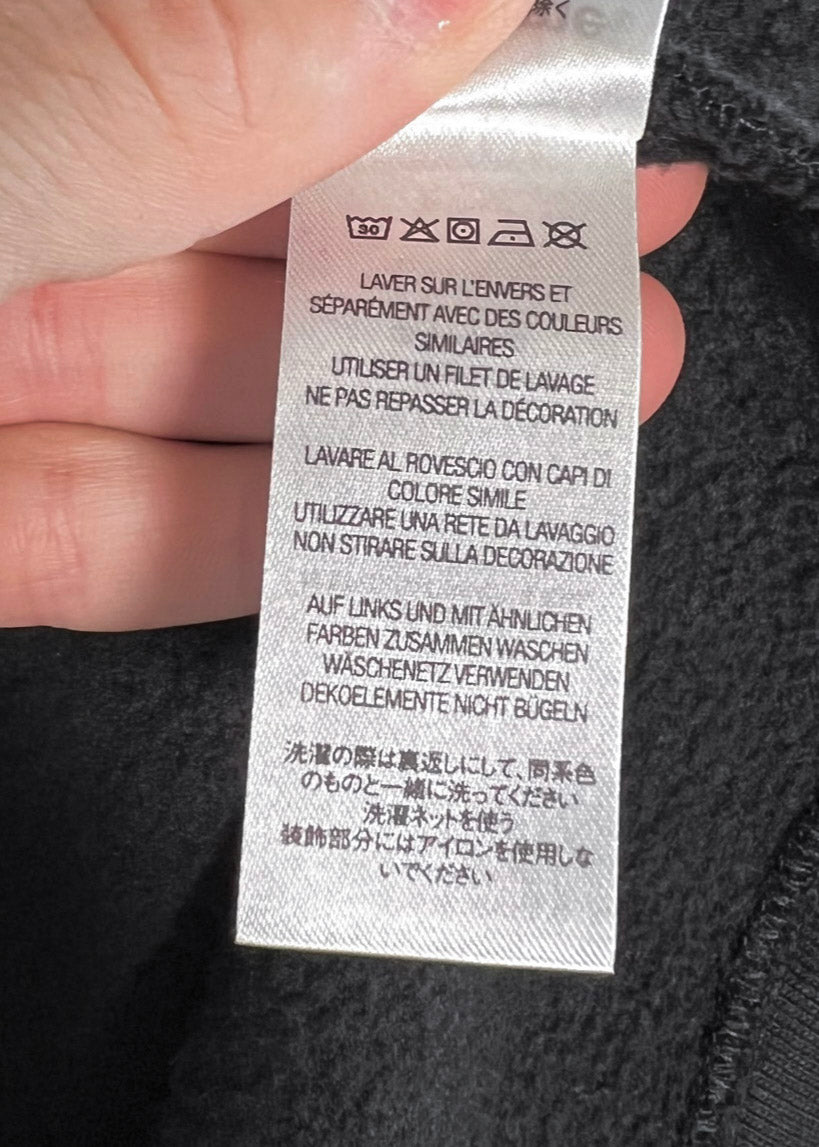 除く
30
LAVER SUR L'ENVERS ET
SÉPARÉMENT AVEC DES COULEURS
SIMILAIRES
UTILISER UN FILET DE LAVAGE
NE PAS REPASSER LA DÉCORATION
LAVARE AL ROVESCIO CON CAPI DI
COLORE SIMILE
UTILIZZARE UNA RETE DA LAVAGGIO
NON STIRARE SULLA DECORAZIONE
AUF LINKS UND MIT ÄHNLICHEN
FARBEN ZUSAMMEN WASCHEN
WÄSCHENETZ VERWENDEN
DEKOELEMENTE NICHT BÜGELN
洗濯の際は裏返しにして、同系色
のものと一緒に洗ってください
洗濯ネットを使う
装飾部分にはアイロンを使用しな
いでください